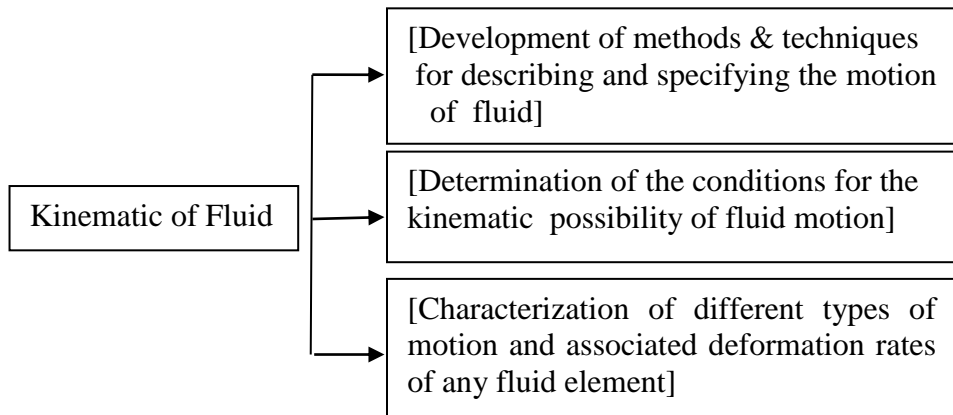 [Development of methods & techniques
for describing and specifying the motion
of fluid]
Kinematic of Fluid
[Determination of the conditions for the
kinematic possibility of fluid motion]
[Characterization of different types of
motion and associated deformation rates
of any fluid element]